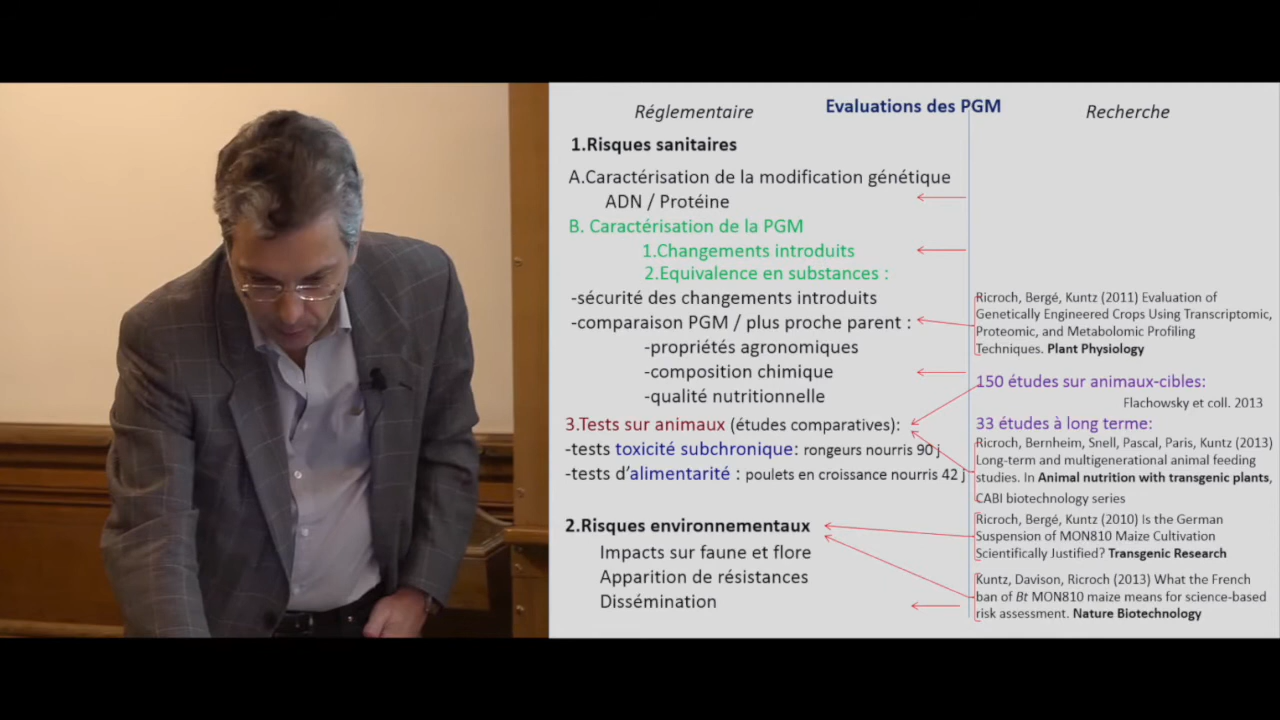 Evaluations des PGM
Réglementaire
Recherche
1.Risques sanitaires
A.Caractérisation de la modification génétique
ADN / Protéine
B. Caractérisation de la PGM
1.Changements introduits
2.Equivalence en substances :
-sécurité des changements introduits
-comparaison PGM / plus proche parent :
-propriétés agronomiques
-composition chimique
-qualité nutritionnelle
3.Tests sur animaux (études comparatives):
-tests toxicité subchronique: rongeurs nourris 90 j
-tests d'alimentarité : poulets en croissance nourris 42 j
2.Risques environnementaux
Impacts sur faune et flore
Apparition de résistances
Dissémination
Ricroch, Bergé, Kuntz (2011) Evaluation of
Genetically Engineered Crops Using Transcriptomic,
Proteomic, and Metabolomic Profiling
Techniques. Plant Physiology
150 études sur animaux-cibles:
Flachowsky et coll. 2013
33 études à long terme:
Ricroch, Bernheim, Snell, Pascal, Paris, Kuntz (2013)
Long-term and multigenerational animal feeding
studies. In Animal nutrition with transgenic plants,
CABI biotechnology series
Ricroch, Bergé, Kuntz (2010) Is the German
Suspension of MON810 Maize Cultivation
Scientifically Justified? Transgenic Research
Kuntz, Davison, Ricroch (2013) What the French
ban of Bt MON810 maize means for science-based
risk assessment. Nature Biotechnology